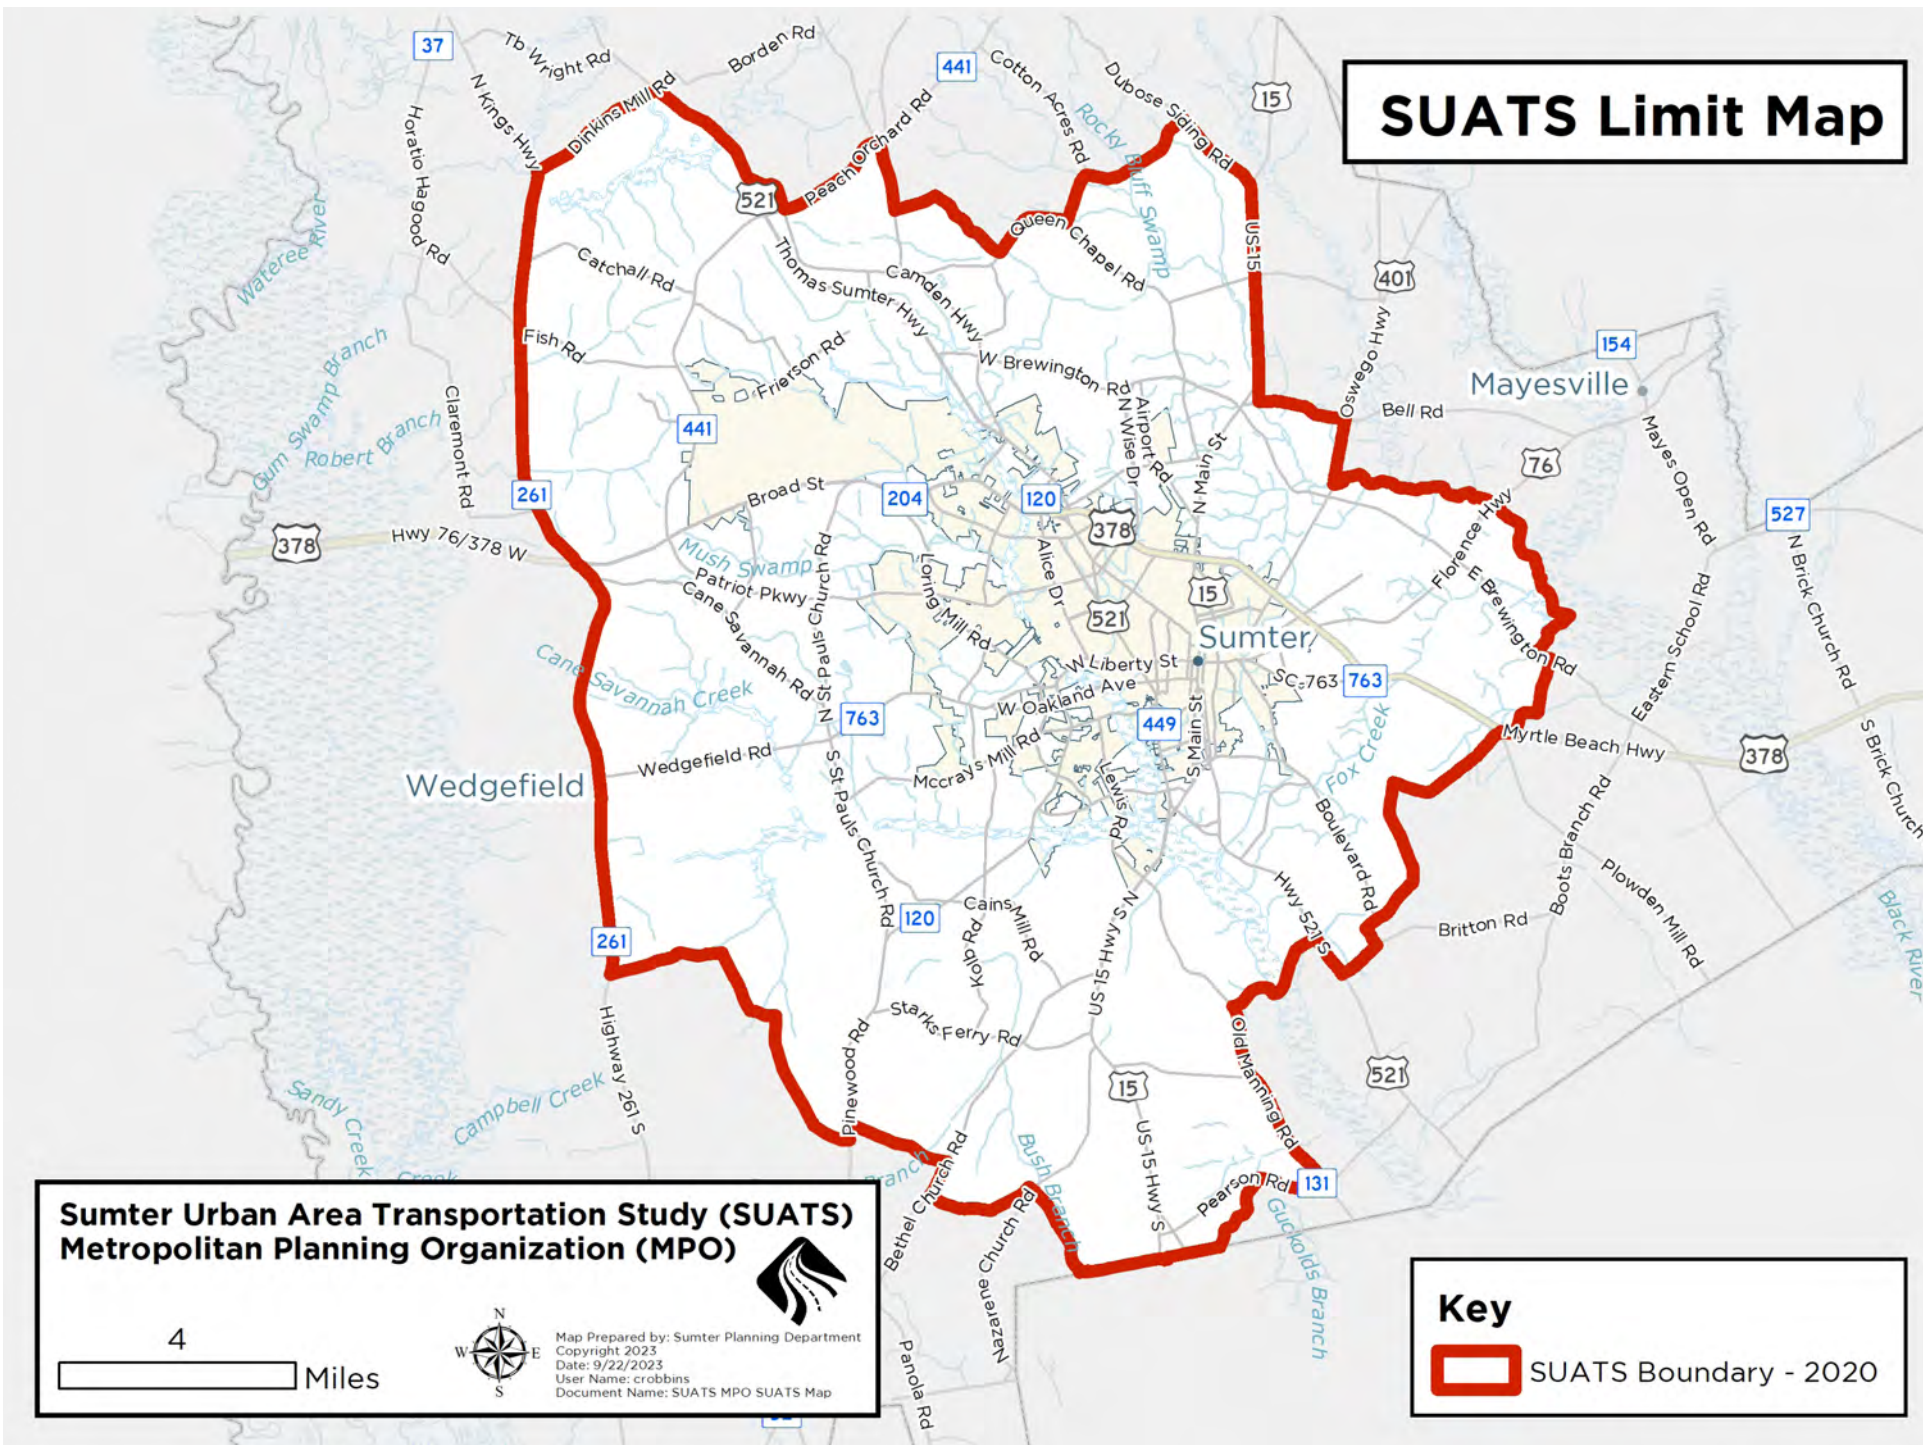 SUATS Limit Map
37
Tb Wright Rd
Borden Rd
441
Cotton Acres Rd
Dubose Siding Rd
15
N Kings Hwy
Dinkins Mill Rd
Horatio Hagood Rd
Peach Orchard Rd
Rocky Bluff Swamp
Wateree River
521
Queen Chapel Rd
US-15
Catchall Rd
Thomas Sumter Hwy
Camden Hwy
401
Fish Rd
Frierson Rd
W Brewington Rd
Oswego Hwy
154
Mayesville
Bell Rd
Gum Swamp Branch
Robert Branch
Claremont Rd
441
N Wise Dr
Airport Rd
N Main St
Mayes Open Rd
76
261
Broad St
204
120
378
527
378
Hwy 76/378 W
Mush Swamp
Patriot Pkwy
N St Pauls Church Rd
Loring Mill Rd
Alice Dr
15
Florence Hwy
E Brewington Rd
N Brick Church Rd
Cane Savannah Rd
521
Sumter
Eastern School Rd
Cane Savannah Creek
W Liberty St
SC-763
763
W Oakland Ave
763
449
Wedgefield Rd
Mccrays Mill Rd
S Main St
Fox Creek
Myrtle Beach Hwy
378
S Brick Church
Wedgefield
S St Pauls Church Rd
Lewis Rd
Boulevard Rd
Boots Branch Rd
Plowden Mill Rd
Black River
Hwy 521 S
120
Cains Mill Rd
Kolb Rd
US-15 Hwy S N
Britton Rd
261
Highway 261 S
Starks Ferry Rd
Pinewood Rd
Old Manning Rd
521
15
Sandy Creek
Campbell Creek
Creek
US-15-Hwy S
Branch
Bethel Church Rd
Bush Branch
Nazarene Church Rd
Pearson Rd
131
Guckolds Branch
Panola Rd
Sumter Urban Area Transportation Study (SUATS)
Metropolitan Planning Organization (MPO)
4
Miles
N
W
E
S
Map Prepared by: Sumter Planning Department
Copyright 2023
Date: 9/22/2023
User Name: crobbins
Document Name: SUATS MPO SUATS Map
Key
SUATS Boundary - 2020